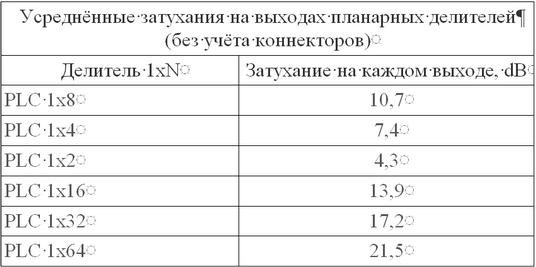 Усреднённые затухания на выходах планарных делителей¶
(без учёта коннекторов)
Делитель·1xN Затухание·на·каждом·выходе,·dB
PLC·1x8 10,7
PLC·1x4 7,4
PLC·1x2 4,3
PLC·1x16 13,9
PLC·1x32 17,2
PLC·1x64 21,5